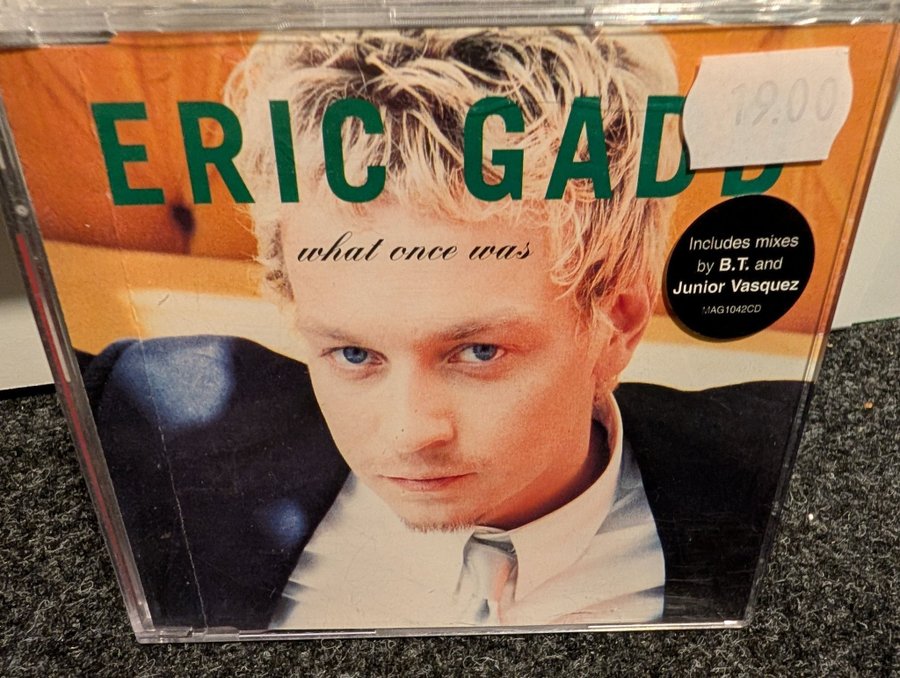 19.00
ERIC GADD
what once was
Includes mixes
by B.T. and
Junior Vasquez
MAG1042CD